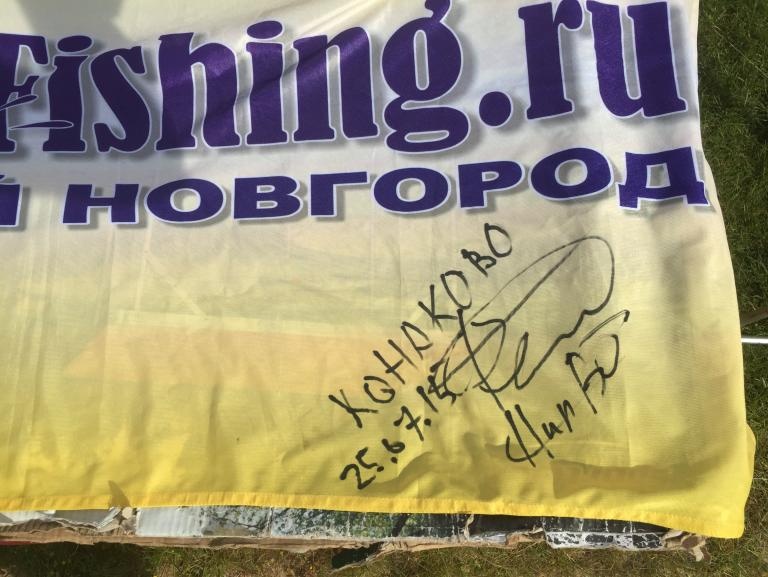 Fishing.ru
Й НОВГОРОД
КОНАКОВО
25.07.15